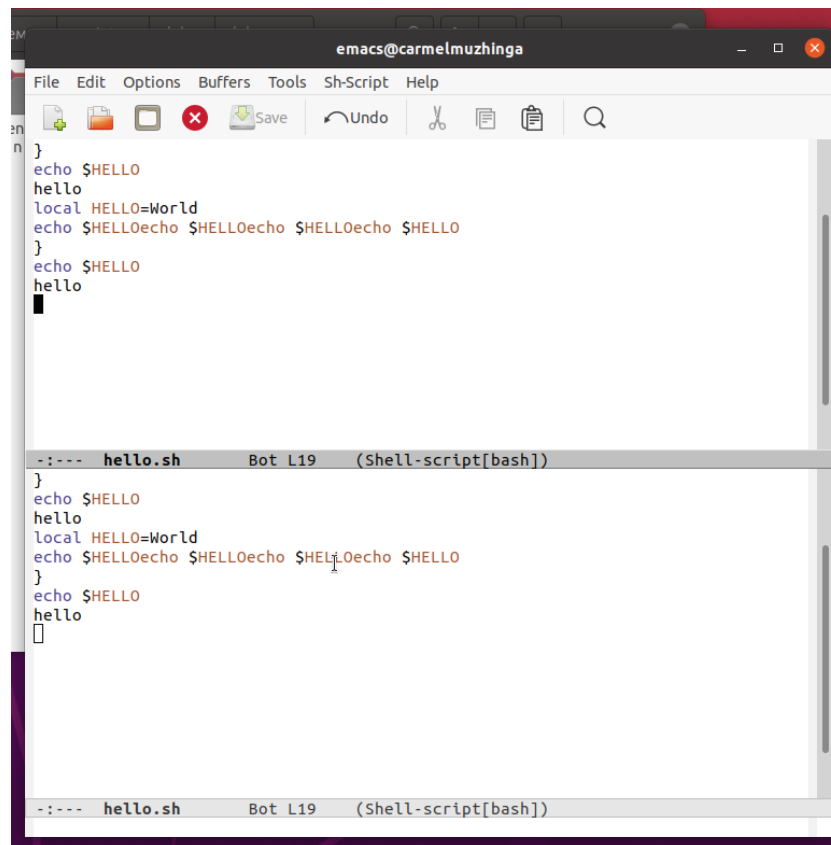 emacs@carmelmuzhinga
File Edit Options Buffers Tools Sh-Script Help
Save Undo
}
echo $HELLO
hello
local HELLO=World
echo $HELLOecho $HELLOecho $HELLOecho $HELLO
}
echo $HELLO
hello
-:--- hello.sh Bot L19 (Shell-script[bash])
}
echo $HELLO
hello
local HELLO=World
echo $HELLOecho $HELLOecho $HELLOecho $HELLO
}
echo $HELLO
hello
-:--- hello.sh Bot L19 (Shell-script[bash])